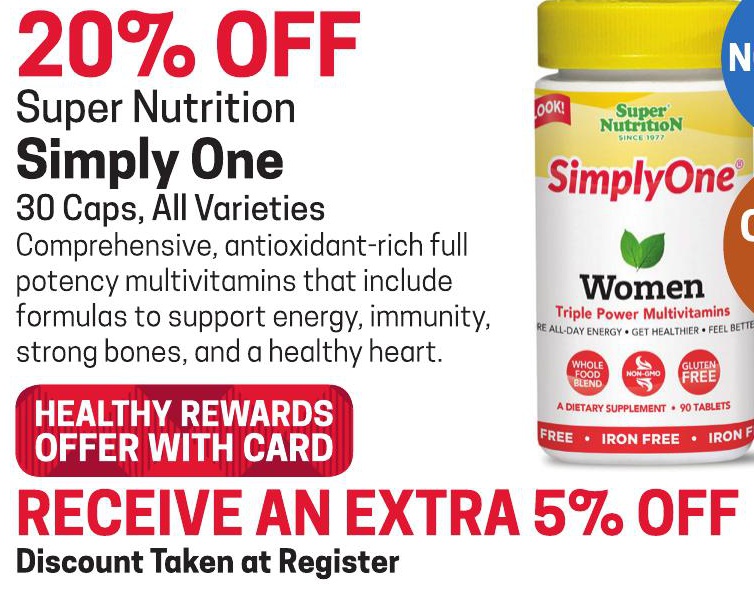 20% OFF
Super Nutrition
Simply One
30 Caps, All Varieties
Comprehensive, antioxidant-rich full
potency multivitamins that include
formulas to support energy, immunity,
strong bones, and a healthy heart.
HEALTHY REWARDS
OFFER WITH CARD
RECEIVE AN EXTRA 5% OFF
Discount Taken at Register
Super
NutritioN
SINCE 1977
SimplyOne®
Women
Triple Power Multivitamins
ALL-DAY ENERGY • GET HEALTHIER • FEEL
WHOLE
FOOD
BLEND
NON-GMO
GLUTEN
FREE
A DIETARY SUPPLEMENT • 90 TABLETS
FREE • IRON FREE • IRON